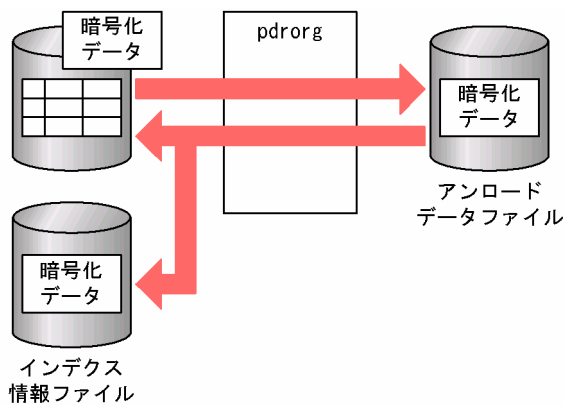 暗号化
データ
pdrorg
暗号化
データ
アンロード
データファイル
暗号化
データ
インデクス
情報ファイル